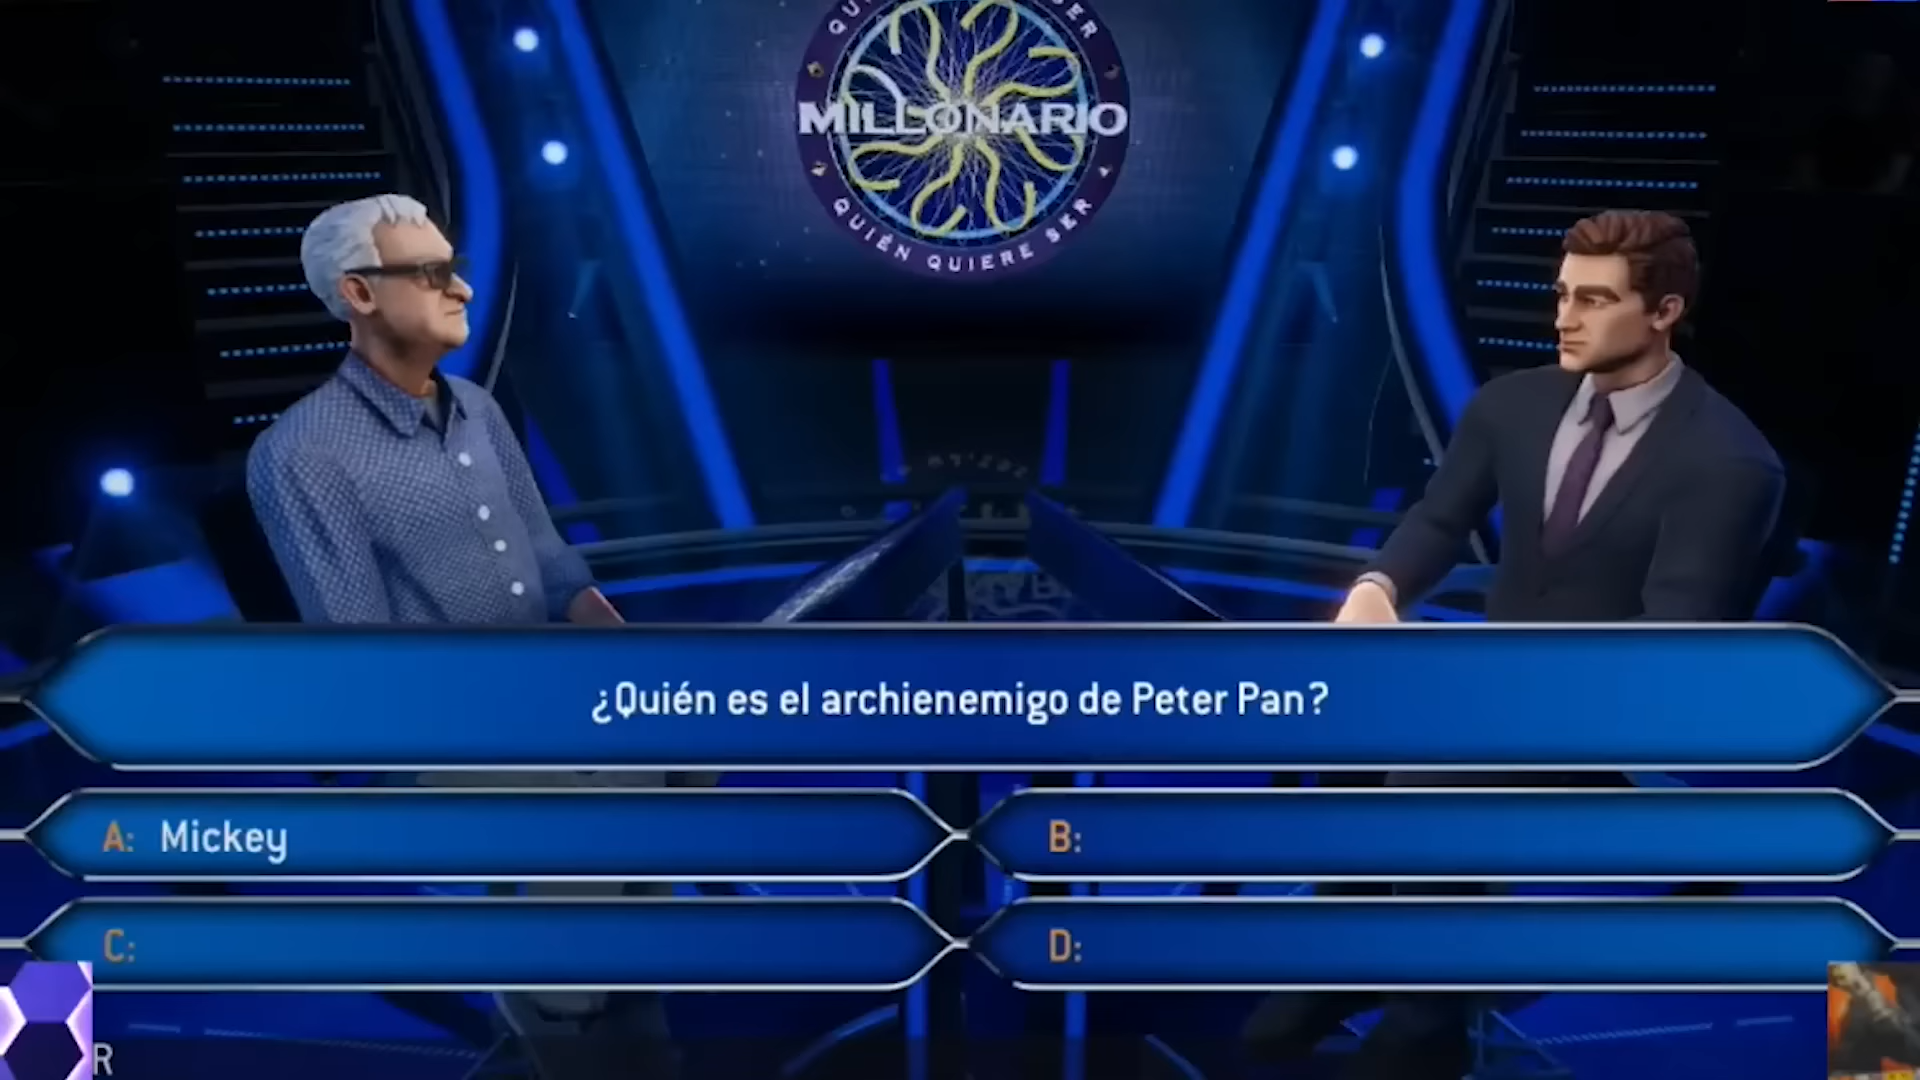 MILLONARIO
QUIÉN QUIERE SER
¿Quién es el archienemigo de Peter Pan?
A: Mickey
B:
C:
D:
R